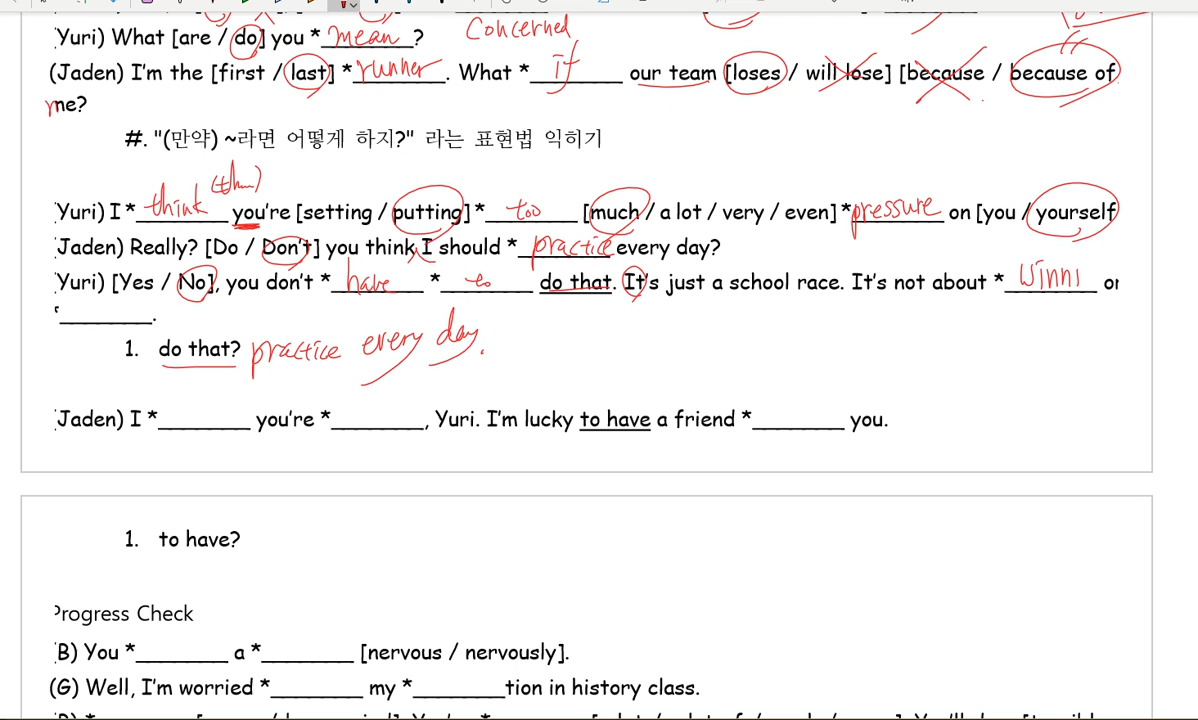 Concerned
Yuri) What [are / do] you * mean ?
(Jaden) I'm the [first / last] * runner . What * if our team [loses / will lose] [because / because of
me?
#. "(만약) ~라면 어떻게 하지?" 라는 표현법 익히기
Yuri) I * think (that) you're [setting / putting] * too [much / a lot / very / even] * pressure on [you / yourself
Jaden) Really? [Do / Don't] you think I should * practice every day?
Yuri) [Yes / No], you don't * have * to do that. It's just a school race. It's not about * Winni or
* ________.
1. do that? practice every day.
Jaden) I *________ you're *________, Yuri. I'm lucky to have a friend *________ you.
1. to have?
Progress Check
B) You *________ a *________ [nervous / nervously].
(G) Well, I'm worried *________ my *________tion in history class.